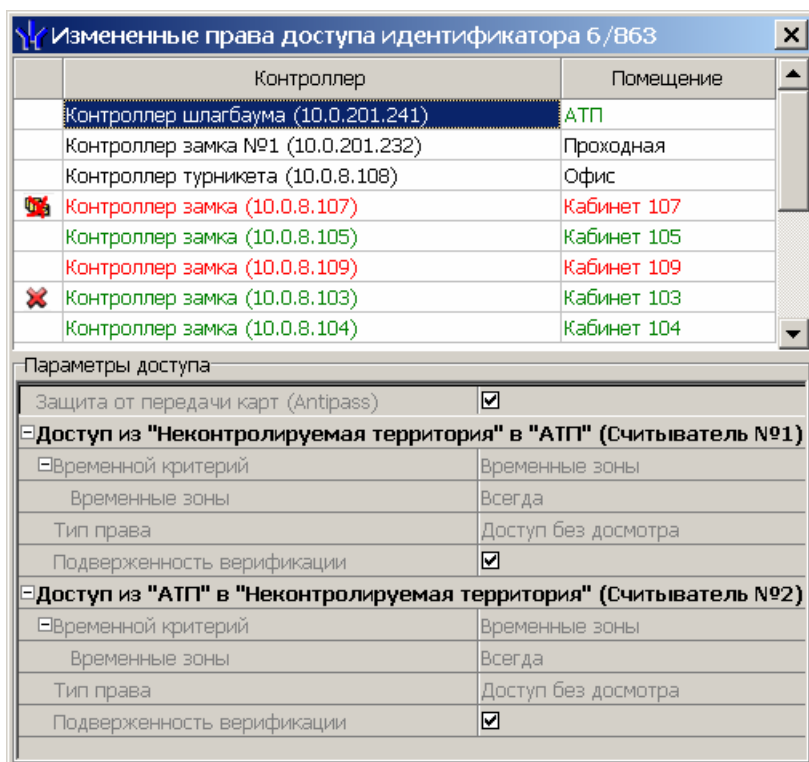 Измененные права доступа идентификатора 6/863
Контроллер Помещение
Контроллер шлагбаума (10.0.201.241) АТП
Контроллер замка №1 (10.0.201.232) Проходная
Контроллер турникета (10.0.8.108) Офис
Контроллер замка (10.0.8.107) Кабинет 107
Контроллер замка (10.0.8.105) Кабинет 105
Контроллер замка (10.0.8.109) Кабинет 109
Контроллер замка (10.0.8.103) Кабинет 103
Контроллер замка (10.0.8.104) Кабинет 104
Параметры доступа
Защита от передачи карт (Antipass)
Доступ из "Неконтролируемая территория" в "АТП" (Считыватель №1)
Временной критерий Временные зоны
Временные зоны Всегда
Тип права Доступ без досмотра
Подверженность верификации
Доступ из "АТП" в "Неконтролируемая территория" (Считыватель №2)
Временной критерий Временные зоны
Временные зоны Всегда
Тип права Доступ без досмотра
Подверженность верификации